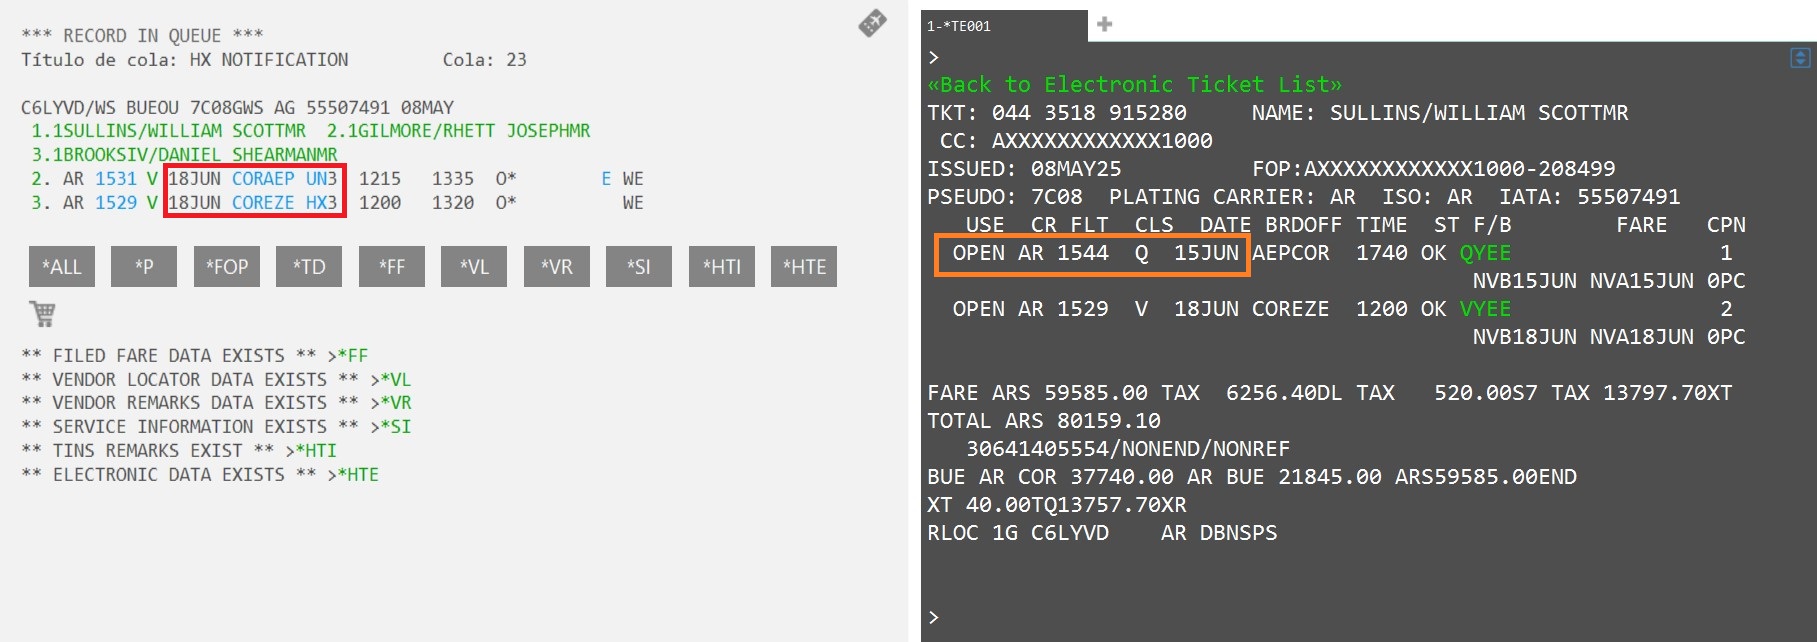 *** RECORD IN QUEUE ***
Título de cola: HX NOTIFICATION Cola: 23
C6LYVD/WS BUEOU 7C08GWS AG 55507491 08MAY
1.1SULLINS/WILLIAM SCOTTMR 2.1GILMORE/RHETT JOSEPHMR
3.1BROOKSIV/DANIEL SHEARMANMR
2. AR 1531 V 18JUN CORAEP UN3 1215 1335 O* E WE
3. AR 1529 V 18JUN COREZE HX3 1200 1320 O* WE
*ALL *P *FOP *TD *FF *VL *VR *SI *HTI *HTE
** FILED FARE DATA EXISTS ** >*FF
** VENDOR LOCATOR DATA EXISTS ** >*VL
** VENDOR REMARKS DATA EXISTS ** >*VR
** SERVICE INFORMATION EXISTS ** >*SI
** TINS REMARKS EXIST ** >*HTI
** ELECTRONIC DATA EXISTS ** >*HTE
1-*TE001
>
«Back to Electronic Ticket List»
TKT: 044 3518 915280 NAME: SULLINS/WILLIAM SCOTTMR
CC: AXXXXXXXXXXXX1000
ISSUED: 08MAY25 FOP:AXXXXXXXXXXXX1000-208499
PSEUDO: 7C08 PLATING CARRIER: AR ISO: AR IATA: 55507491
USE CR FLT CLS DATE BRDOFF TIME ST F/B FARE CPN
OPEN AR 1544 Q 15JUN AEPCOR 1740 OK QYEE 1
NVB15JUN NVA15JUN 0PC
OPEN AR 1529 V 18JUN COREZE 1200 OK VYEE 2
NVB18JUN NVA18JUN 0PC
FARE ARS 59585.00 TAX 6256.40DL TAX 520.00S7 TAX 13797.70XT
TOTAL ARS 80159.10
30641405554/NONEND/NONREF
BUE AR COR 37740.00 AR BUE 21845.00 ARS59585.00END
XT 40.00TQ13757.70XR
RLOC 1G C6LYVD AR DBNSPS
>